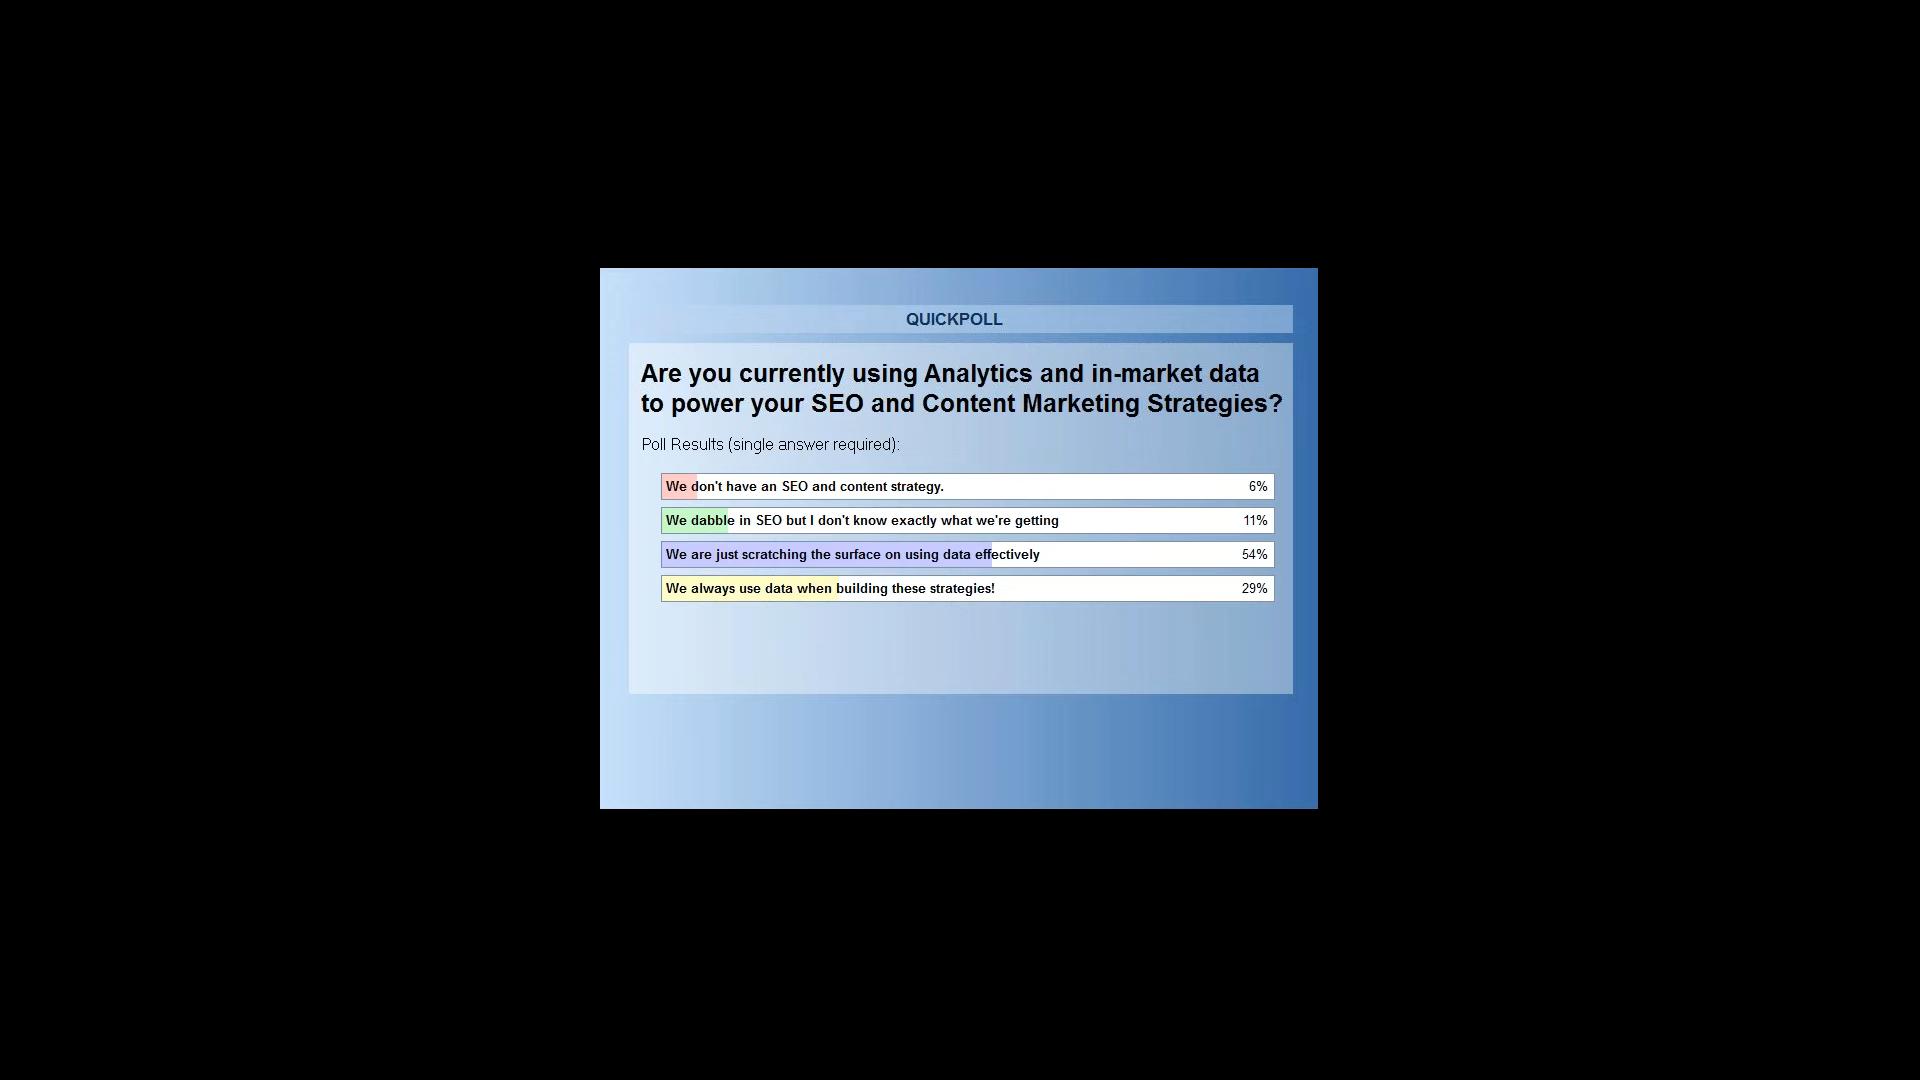 QUICKPOLL
Are you currently using Analytics and in-market data
to power your SEO and Content Marketing Strategies?
Poll Results (single answer required):
We don't have an SEO and content strategy. 6%
We dabble in SEO but I don't know exactly what we're getting 11%
We are just scratching the surface on using data effectively 54%
We always use data when building these strategies! 29%